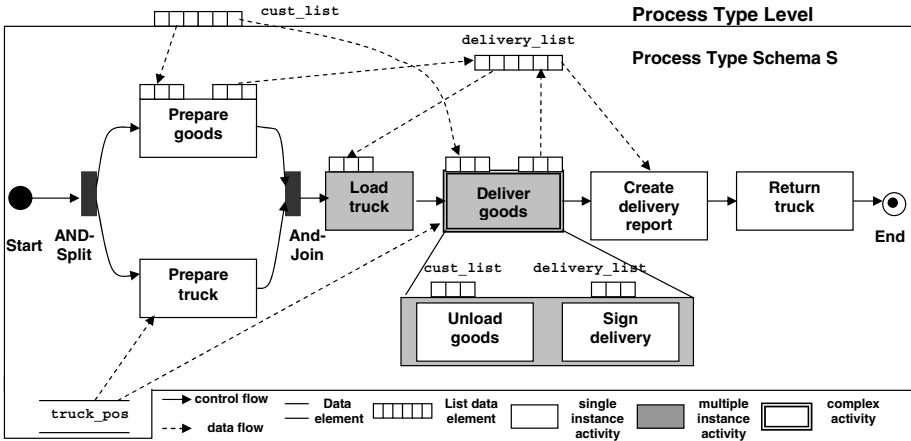 cust_list
Process Type Level
delivery_list
Process Type Schema S
Prepare
goods
Load
truck
Deliver
goods
Create
delivery
report
Return
truck
Start
AND-
Split
And-
Join
End
Prepare
truck
cust_list
delivery_list
Unload
goods
Sign
delivery
truck_pos
control flow
data flow
Data
element
List data
element
single
instance
activity
multiple
instance
activity
complex
activity